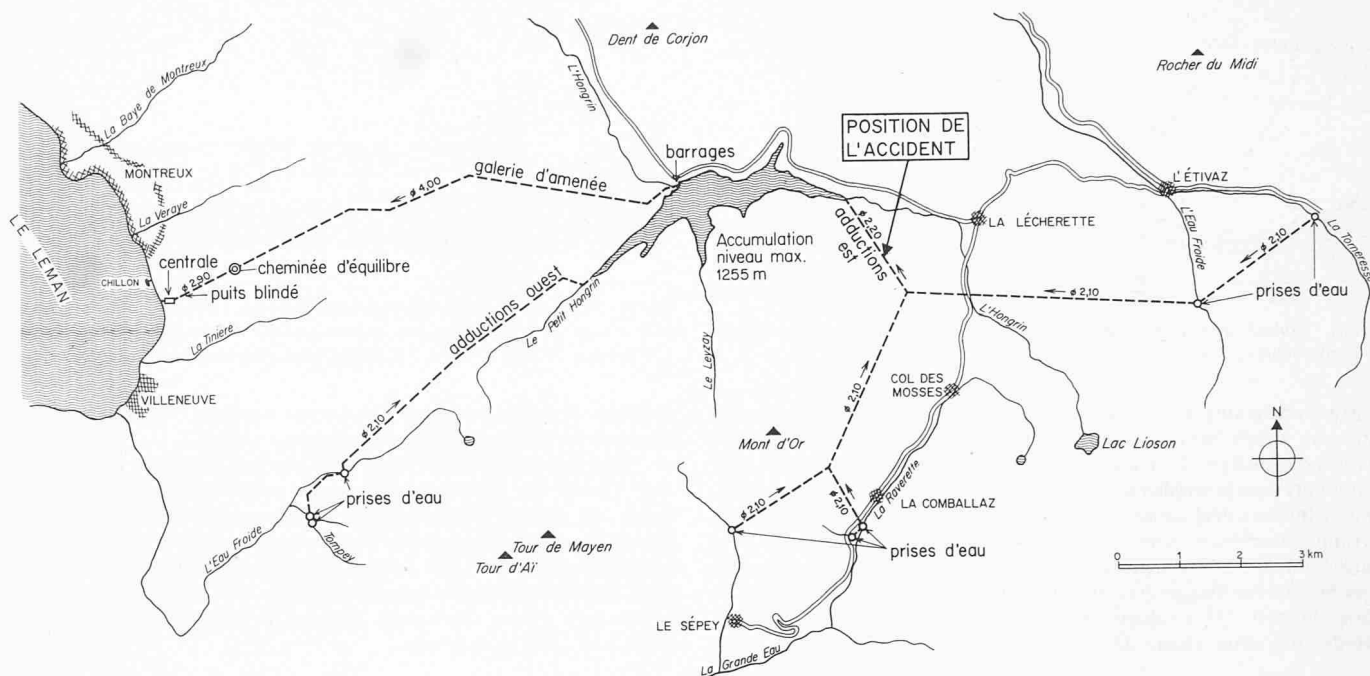 Dent de Corjon
Rocher du Midi
La Baye de Montreux
L'Hongrin
POSITION DE
L'ACCIDENT
barrages
MONTREUX
galerie d'amenée
ø 4,00
L'ÉTIVAZ
La Veraye
LA LÉCHERETTE
L'Eau Froide
ø 2,10
La Torneresse
LE LEMAN
Accumulation
niveau max.
1255 m
ø 2,20
adductions
est
centrale
cheminée d'équilibre
CHILLON
ø 2,90
puits blindé
adductions ouest
Le Petit Hongrin
ø 2,10
prises d'eau
L'Hongrin
La Tinière
Le Leyzay
COL DES
MOSSES
VILLENEUVE
ø 2,10
ø 2,10
Mont d'Or
Lac Lioson
N
prises d'eau
La Raverette
LA COMBALLAZ
ø 2,10
ø 2,10
L'Eau Froide
Tompey
Tour de Mayen
Tour d'Aï
prises d'eau
0 1 2 3 km
LE SÉPEY
La Grande Eau